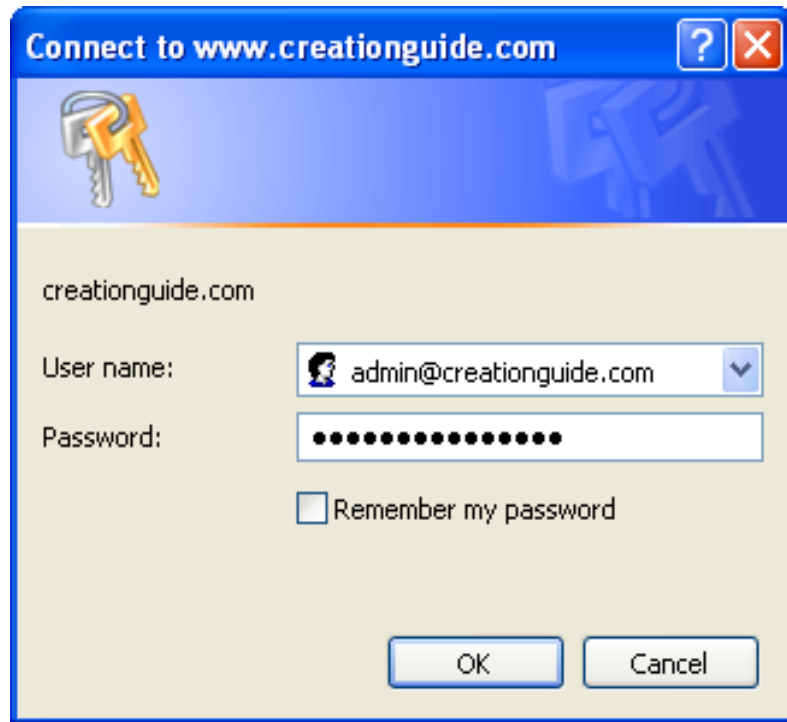 Connect to www.creationguide.com
creationguide.com
User name: admin@creationguide.com
Password: •••••••••••••••
Remember my password
OK Cancel